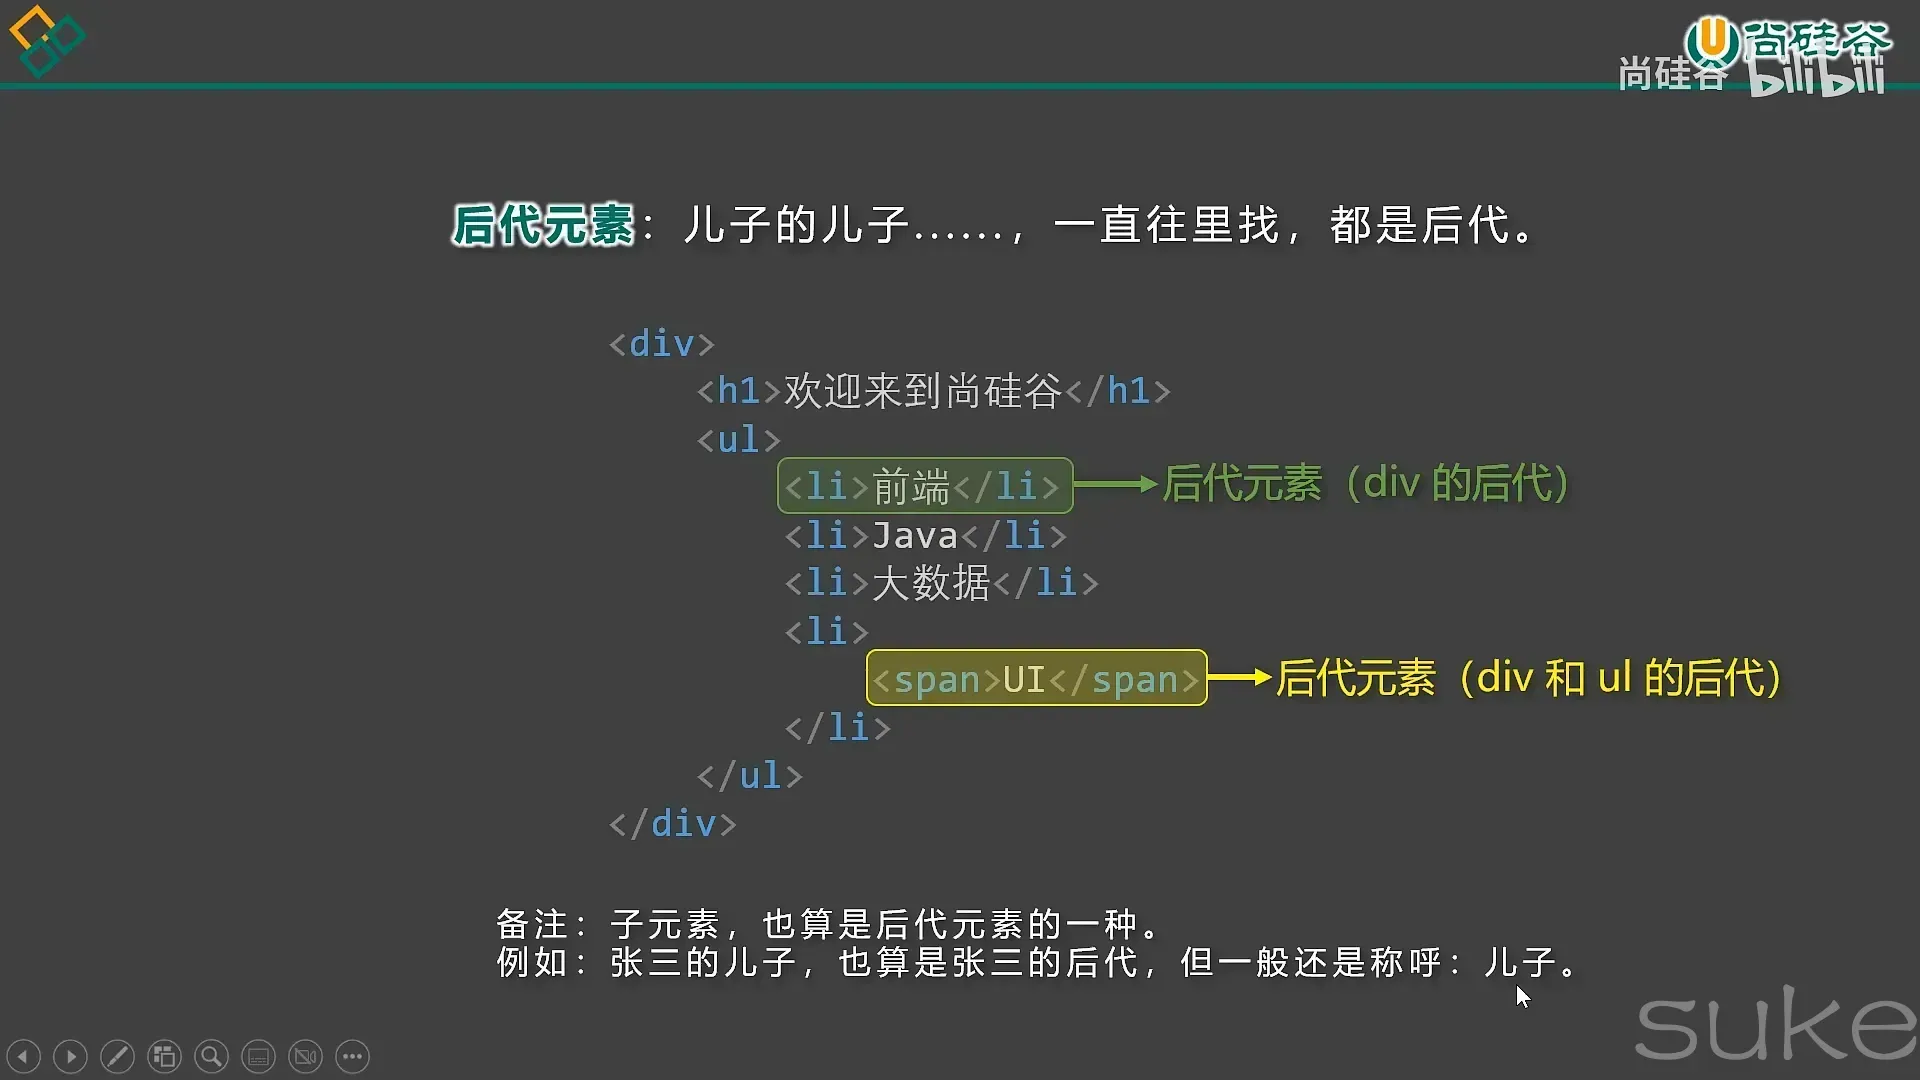 尚硅谷
尚硅谷 bilibili
后代元素：儿子的儿子……，一直往里找，都是后代。
<div>
<h1>欢迎来到尚硅谷</h1>
<ul>
<li>前端</li> 后代元素（div 的后代）
<li>Java</li>
<li>大数据</li>
<li>
<span>UI</span> 后代元素（div 和 ul 的后代）
</li>
</ul>
</div>
备注：子元素，也算是后代元素的一种。
例如：张三的儿子，也算是张三的后代，但一般还是称呼：儿子。
suke